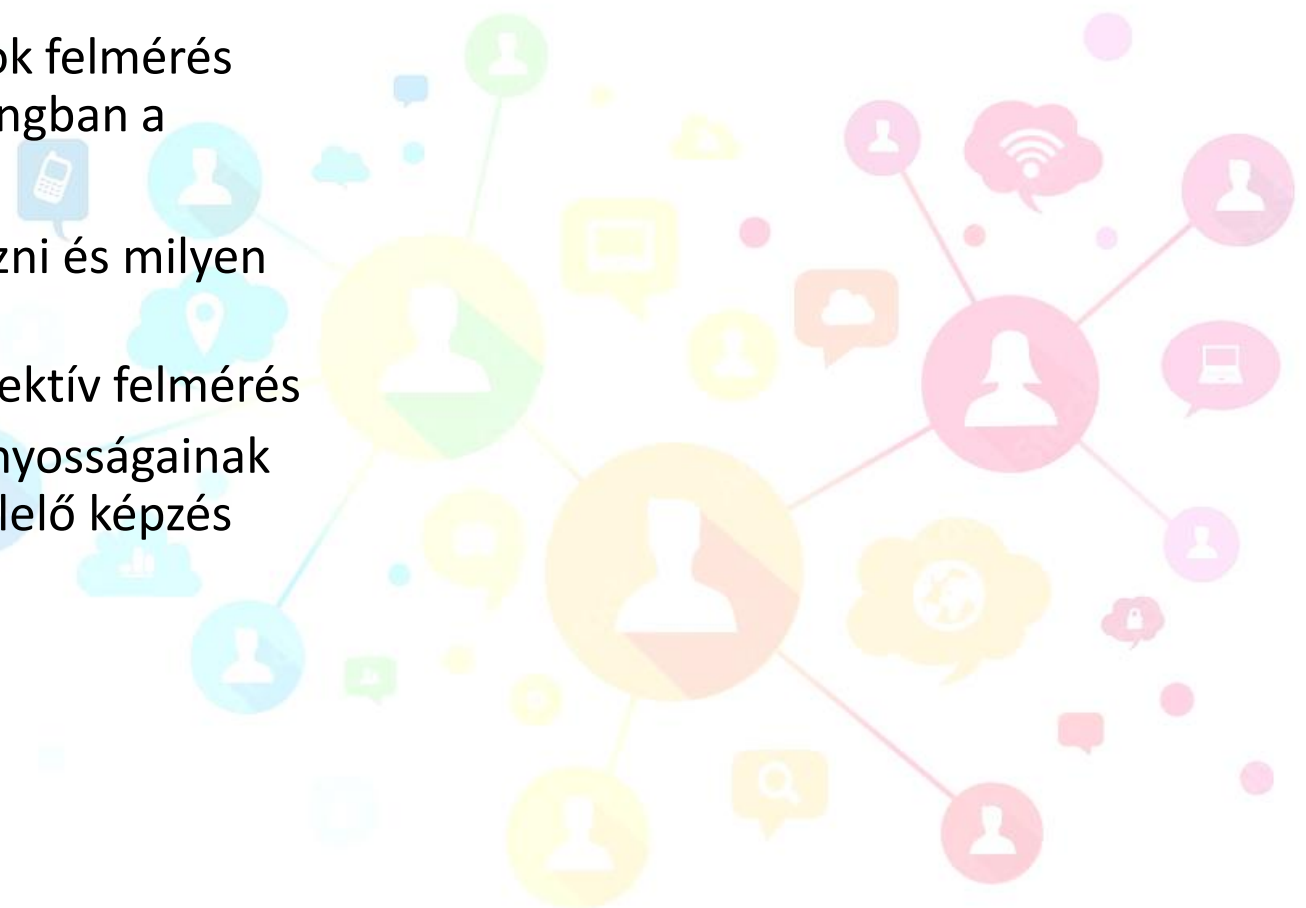 ok felmérés
ngban a
zni és milyen
ektív felmérés
nyosságainak
lelő képzés